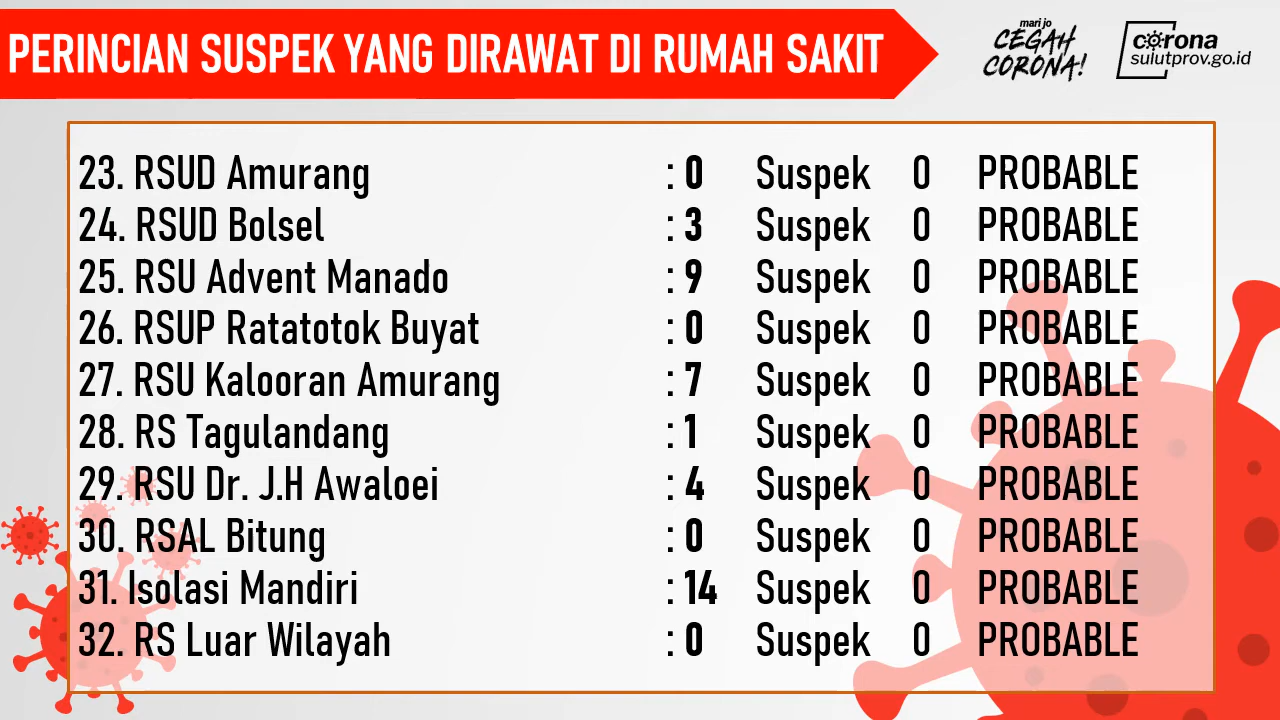 PERINCIAN SUSPEK YANG DIRAWAT DI RUMAH SAKIT
mari jo
CEGAH
CORONA!
corona
sulutprov.go.id
23. RSUD Amurang : 0 Suspek 0 PROBABLE
24. RSUD Bolsel : 3 Suspek 0 PROBABLE
25. RSU Advent Manado : 9 Suspek 0 PROBABLE
26. RSUP Ratatotok Buyat : 0 Suspek 0 PROBABLE
27. RSU Kalooran Amurang : 7 Suspek 0 PROBABLE
28. RS Tagulandang : 1 Suspek 0 PROBABLE
29. RSU Dr. J.H Awaloei : 4 Suspek 0 PROBABLE
30. RSAL Bitung : 0 Suspek 0 PROBABLE
31. Isolasi Mandiri : 14 Suspek 0 PROBABLE
32. RS Luar Wilayah : 0 Suspek 0 PROBABLE